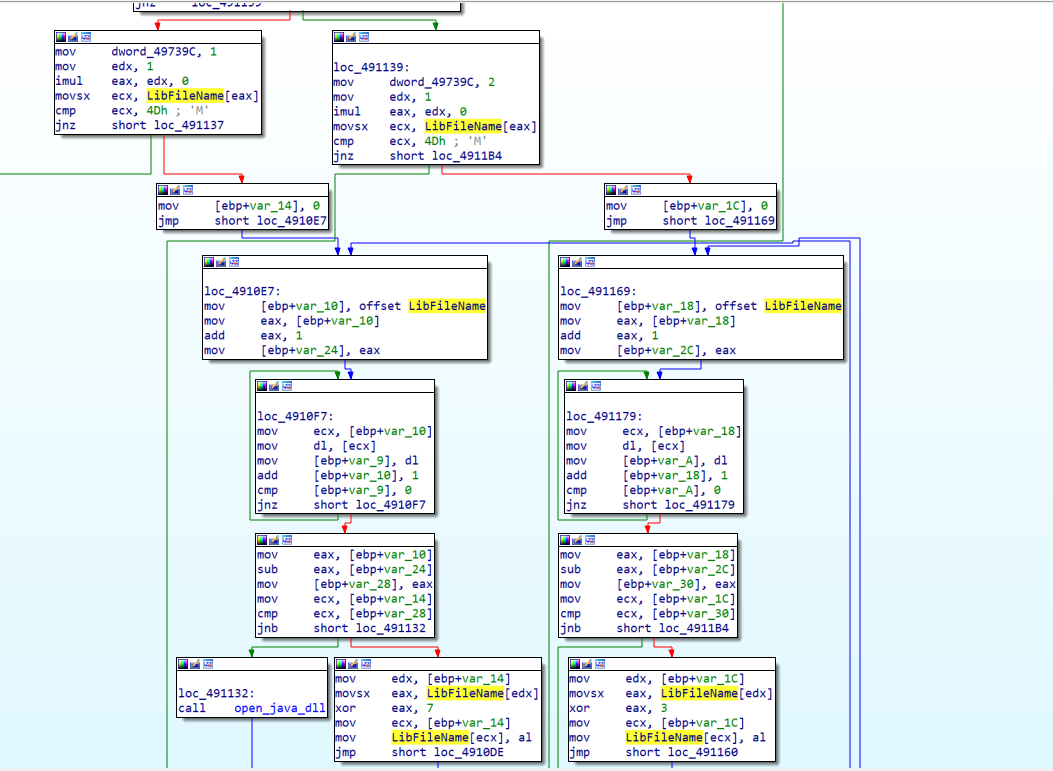 jnz     loc_491139
mov     dword_49739C, 1
mov     edx, 1
imul    eax, edx, 0
movsx   ecx, LibFileName[eax]
cmp     ecx, 4Dh ; 'M'
jnz     short loc_491137
loc_491139:
mov     dword_49739C, 2
mov     edx, 1
imul    eax, edx, 0
movsx   ecx, LibFileName[eax]
cmp     ecx, 4Dh ; 'M'
jnz     short loc_4911B4
mov     [ebp+var_14], 0
jmp     short loc_4910E7
mov     [ebp+var_1C], 0
jmp     short loc_491169
loc_4910E7:
mov     [ebp+var_10], offset LibFileName
mov     eax, [ebp+var_10]
add     eax, 1
mov     [ebp+var_24], eax
loc_491169:
mov     [ebp+var_18], offset LibFileName
mov     eax, [ebp+var_18]
add     eax, 1
mov     [ebp+var_2C], eax
loc_4910F7:
mov     ecx, [ebp+var_10]
mov     dl, [ecx]
mov     [ebp+var_9], dl
add     [ebp+var_10], 1
cmp     [ebp+var_9], 0
jnz     short loc_4910F7
loc_491179:
mov     ecx, [ebp+var_18]
mov     dl, [ecx]
mov     [ebp+var_A], dl
add     [ebp+var_18], 1
cmp     [ebp+var_A], 0
jnz     short loc_491179
mov     eax, [ebp+var_10]
sub     eax, [ebp+var_24]
mov     [ebp+var_28], eax
mov     ecx, [ebp+var_14]
cmp     ecx, [ebp+var_28]
jnb     short loc_491132
mov     eax, [ebp+var_18]
sub     eax, [ebp+var_2C]
mov     [ebp+var_30], eax
mov     ecx, [ebp+var_1C]
cmp     ecx, [ebp+var_30]
jnb     short loc_4911B4
loc_491132:
call    open_java_dll
mov     edx, [ebp+var_14]
movsx   eax, LibFileName[edx]
xor     eax, 7
mov     ecx, [ebp+var_14]
mov     LibFileName[ecx], al
jmp     short loc_4910DE
mov     edx, [ebp+var_1C]
movsx   eax, LibFileName[edx]
xor     eax, 3
mov     ecx, [ebp+var_1C]
mov     LibFileName[ecx], al
jmp     short loc_491160